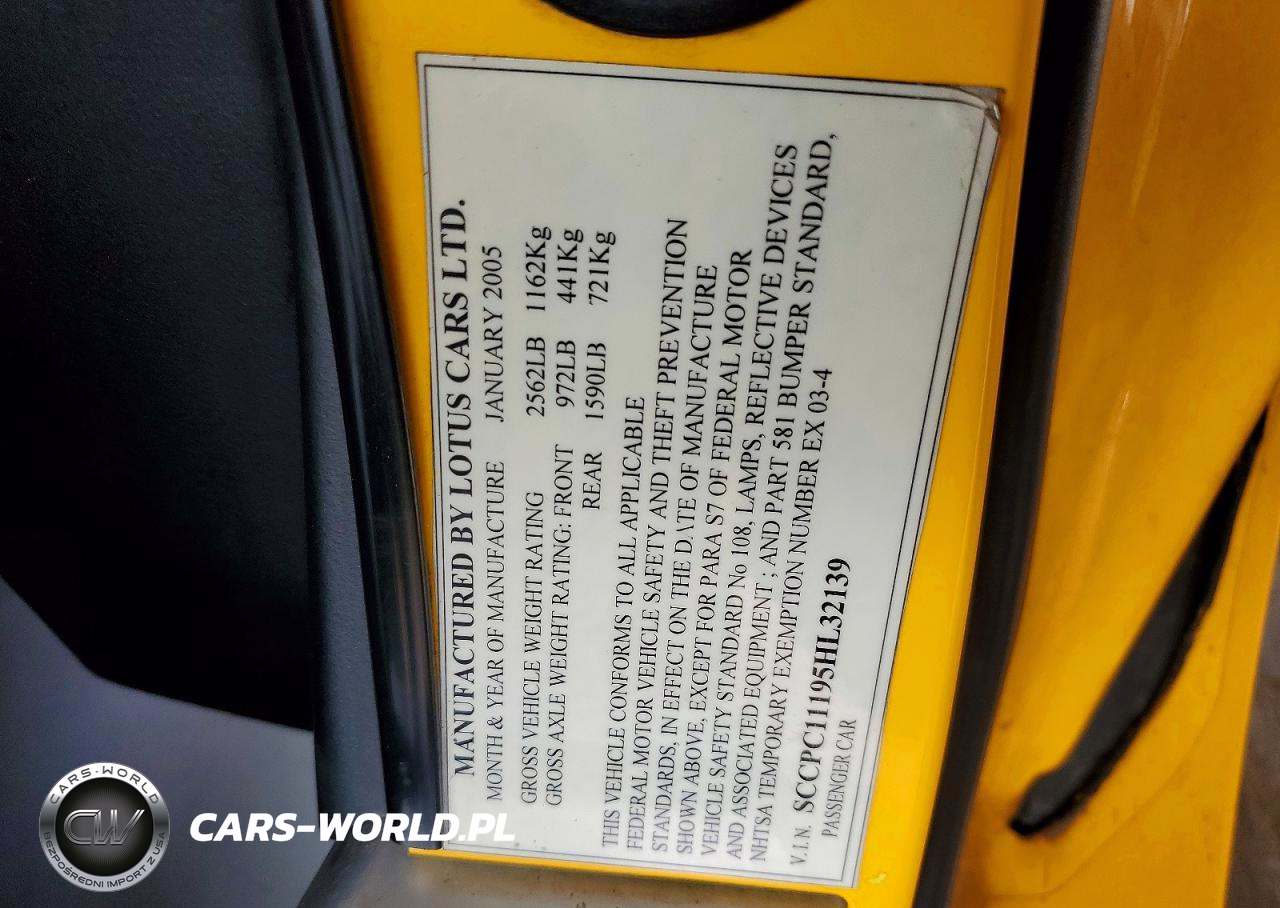 MANUFACTURED BY LOTUS CARS LTD.
MONTH & YEAR OF MANUFACTURE JANUARY 2005
GROSS VEHICLE WEIGHT RATING 2562LB 1162Kg
GROSS AXLE WEIGHT RATING: FRONT 972LB 441Kg
REAR 1590LB 721Kg
THIS VEHICLE CONFORMS TO ALL APPLICABLE
FEDERAL MOTOR VEHICLE SAFETY AND THEFT PREVENTION
STANDARDS, IN EFFECT ON THE DATE OF MANUFACTURE
SHOWN ABOVE, EXCEPT FOR PARA S7 OF FEDERAL MOTOR
VEHICLE SAFETY STANDARD No 108, LAMPS, REFLECTIVE DEVICES
AND ASSOCIATED EQUIPMENT ; AND PART 581 BUMPER STANDARD,
NHTSA TEMPORARY EXEMPTION NUMBER EX 03-4
V.I.N. SCCPC11195HL32139
PASSENGER CAR
CARS-WORLD
CW
BEZPOŚREDNI IMPORT Z USA
CARS-WORLD.PL